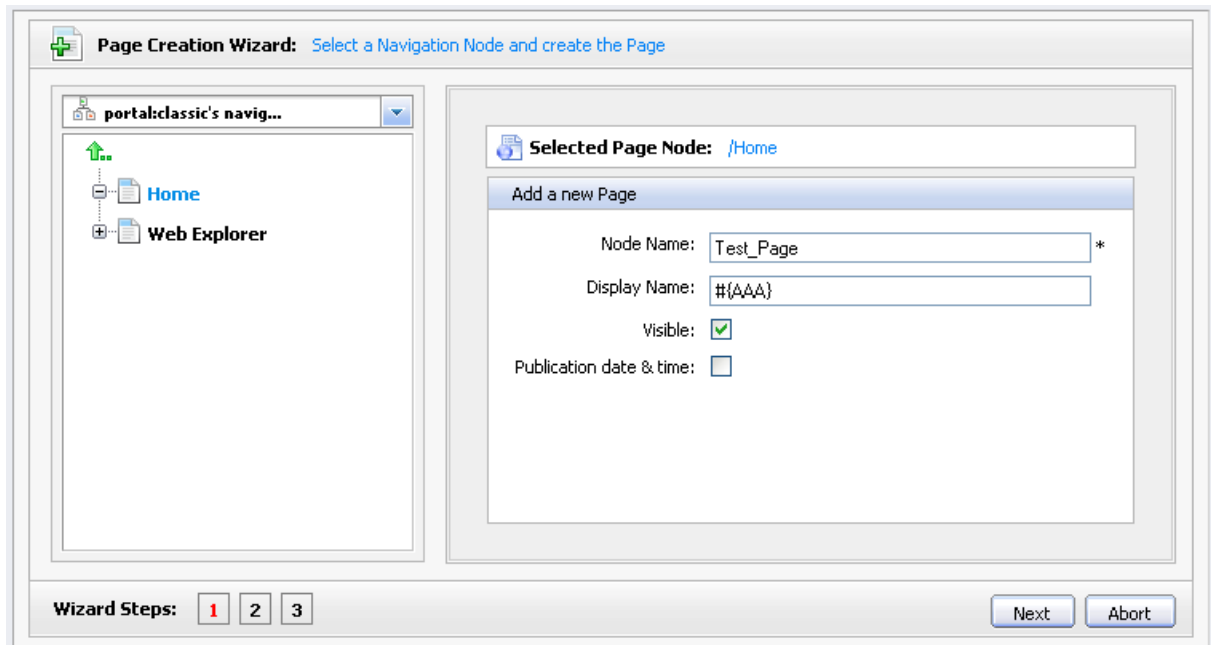 Page Creation Wizard: Select a Navigation Node and create the Page
portal:classic's navig...
Home
Web Explorer
Selected Page Node: /Home
Add a new Page
Node Name: Test_Page *
Display Name: #{AAA}
Visible:
Publication date & time:
Wizard Steps: 1 2 3
Next Abort